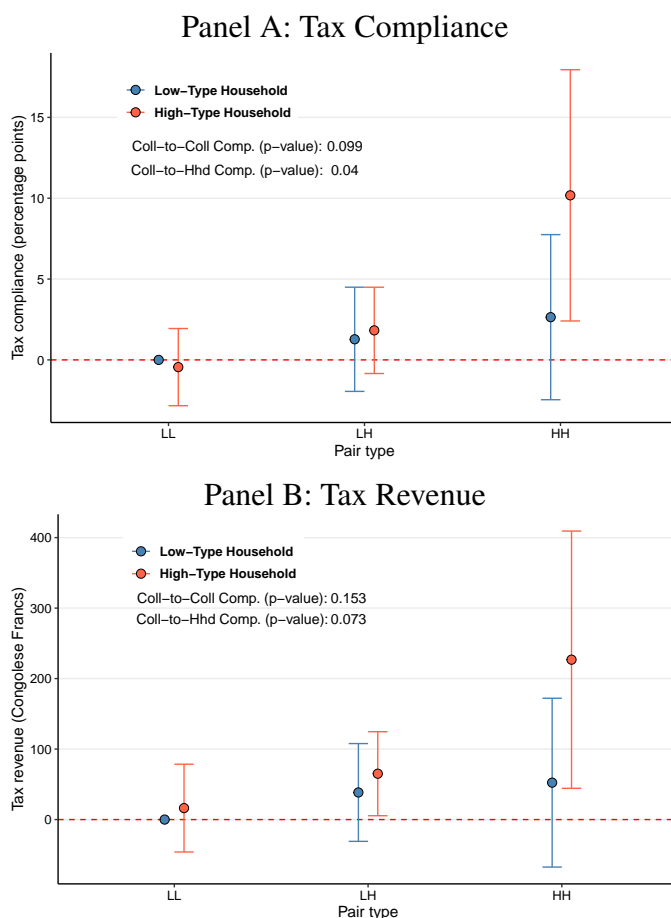 Panel A: Tax Compliance
Low−Type Household
High−Type Household
Coll−to−Coll Comp. (p−value): 0.099
Coll−to−Hhd Comp. (p−value): 0.04
Tax compliance (percentage points)
15
10
5
0
LL
LH
HH
Pair type
Panel B: Tax Revenue
Low−Type Household
High−Type Household
Coll−to−Coll Comp. (p−value): 0.153
Coll−to−Hhd Comp. (p−value): 0.073
Tax revenue (Congolese Francs)
400
300
200
100
0
LL
LH
HH
Pair type